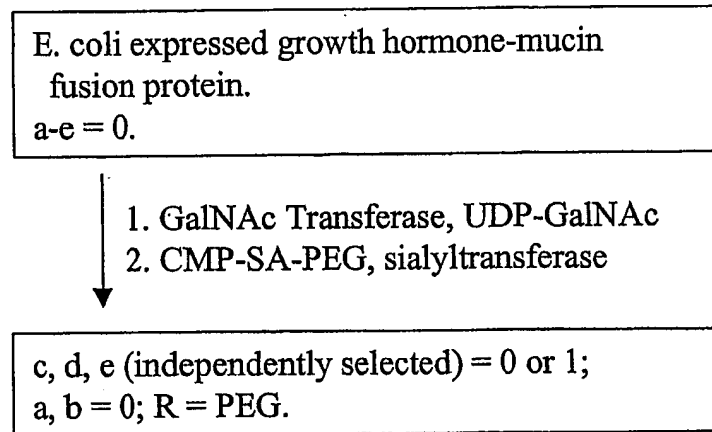 E. coli expressed growth hormone-mucin
fusion protein.
a-e = 0.
1. GalNAc Transferase, UDP-GalNAc
2. CMP-SA-PEG, sialyltransferase
c, d, e (independently selected) = 0 or 1;
a, b = 0; R = PEG.